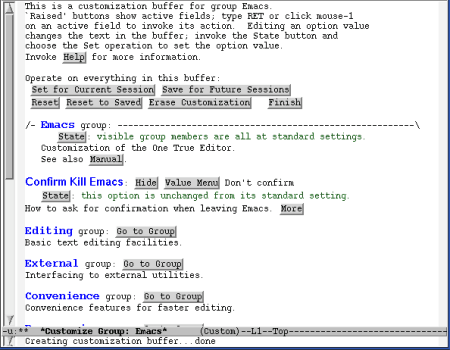 This is a customization buffer for group Emacs.
`Raised' buttons show active fields; type RET or click mouse-1
on an active field to invoke its action.  Editing an option value
changes the text in the buffer; invoke the State button and
choose the Set operation to set the option value.
Invoke Help for more information.
Operate on everything in this buffer:
Set for Current Session Save for Future Sessions
Reset Reset to Saved Erase Customization Finish
/- Emacs group: ---------------------------------------------------\
State: visible group members are all at standard settings.
Customization of the One True Editor.
See also Manual.
Confirm Kill Emacs: Hide Value Menu Don't confirm
State: this option is unchanged from its standard setting.
How to ask for confirmation when leaving Emacs. More
Editing group: Go to Group
Basic text editing facilities.
External group: Go to Group
Interfacing to external utilities.
Convenience group: Go to Group
Convenience features for faster editing.
-u:** *Customize Group: Emacs* (Custom)--L1--Top--------------------------
Creating customization buffer...done